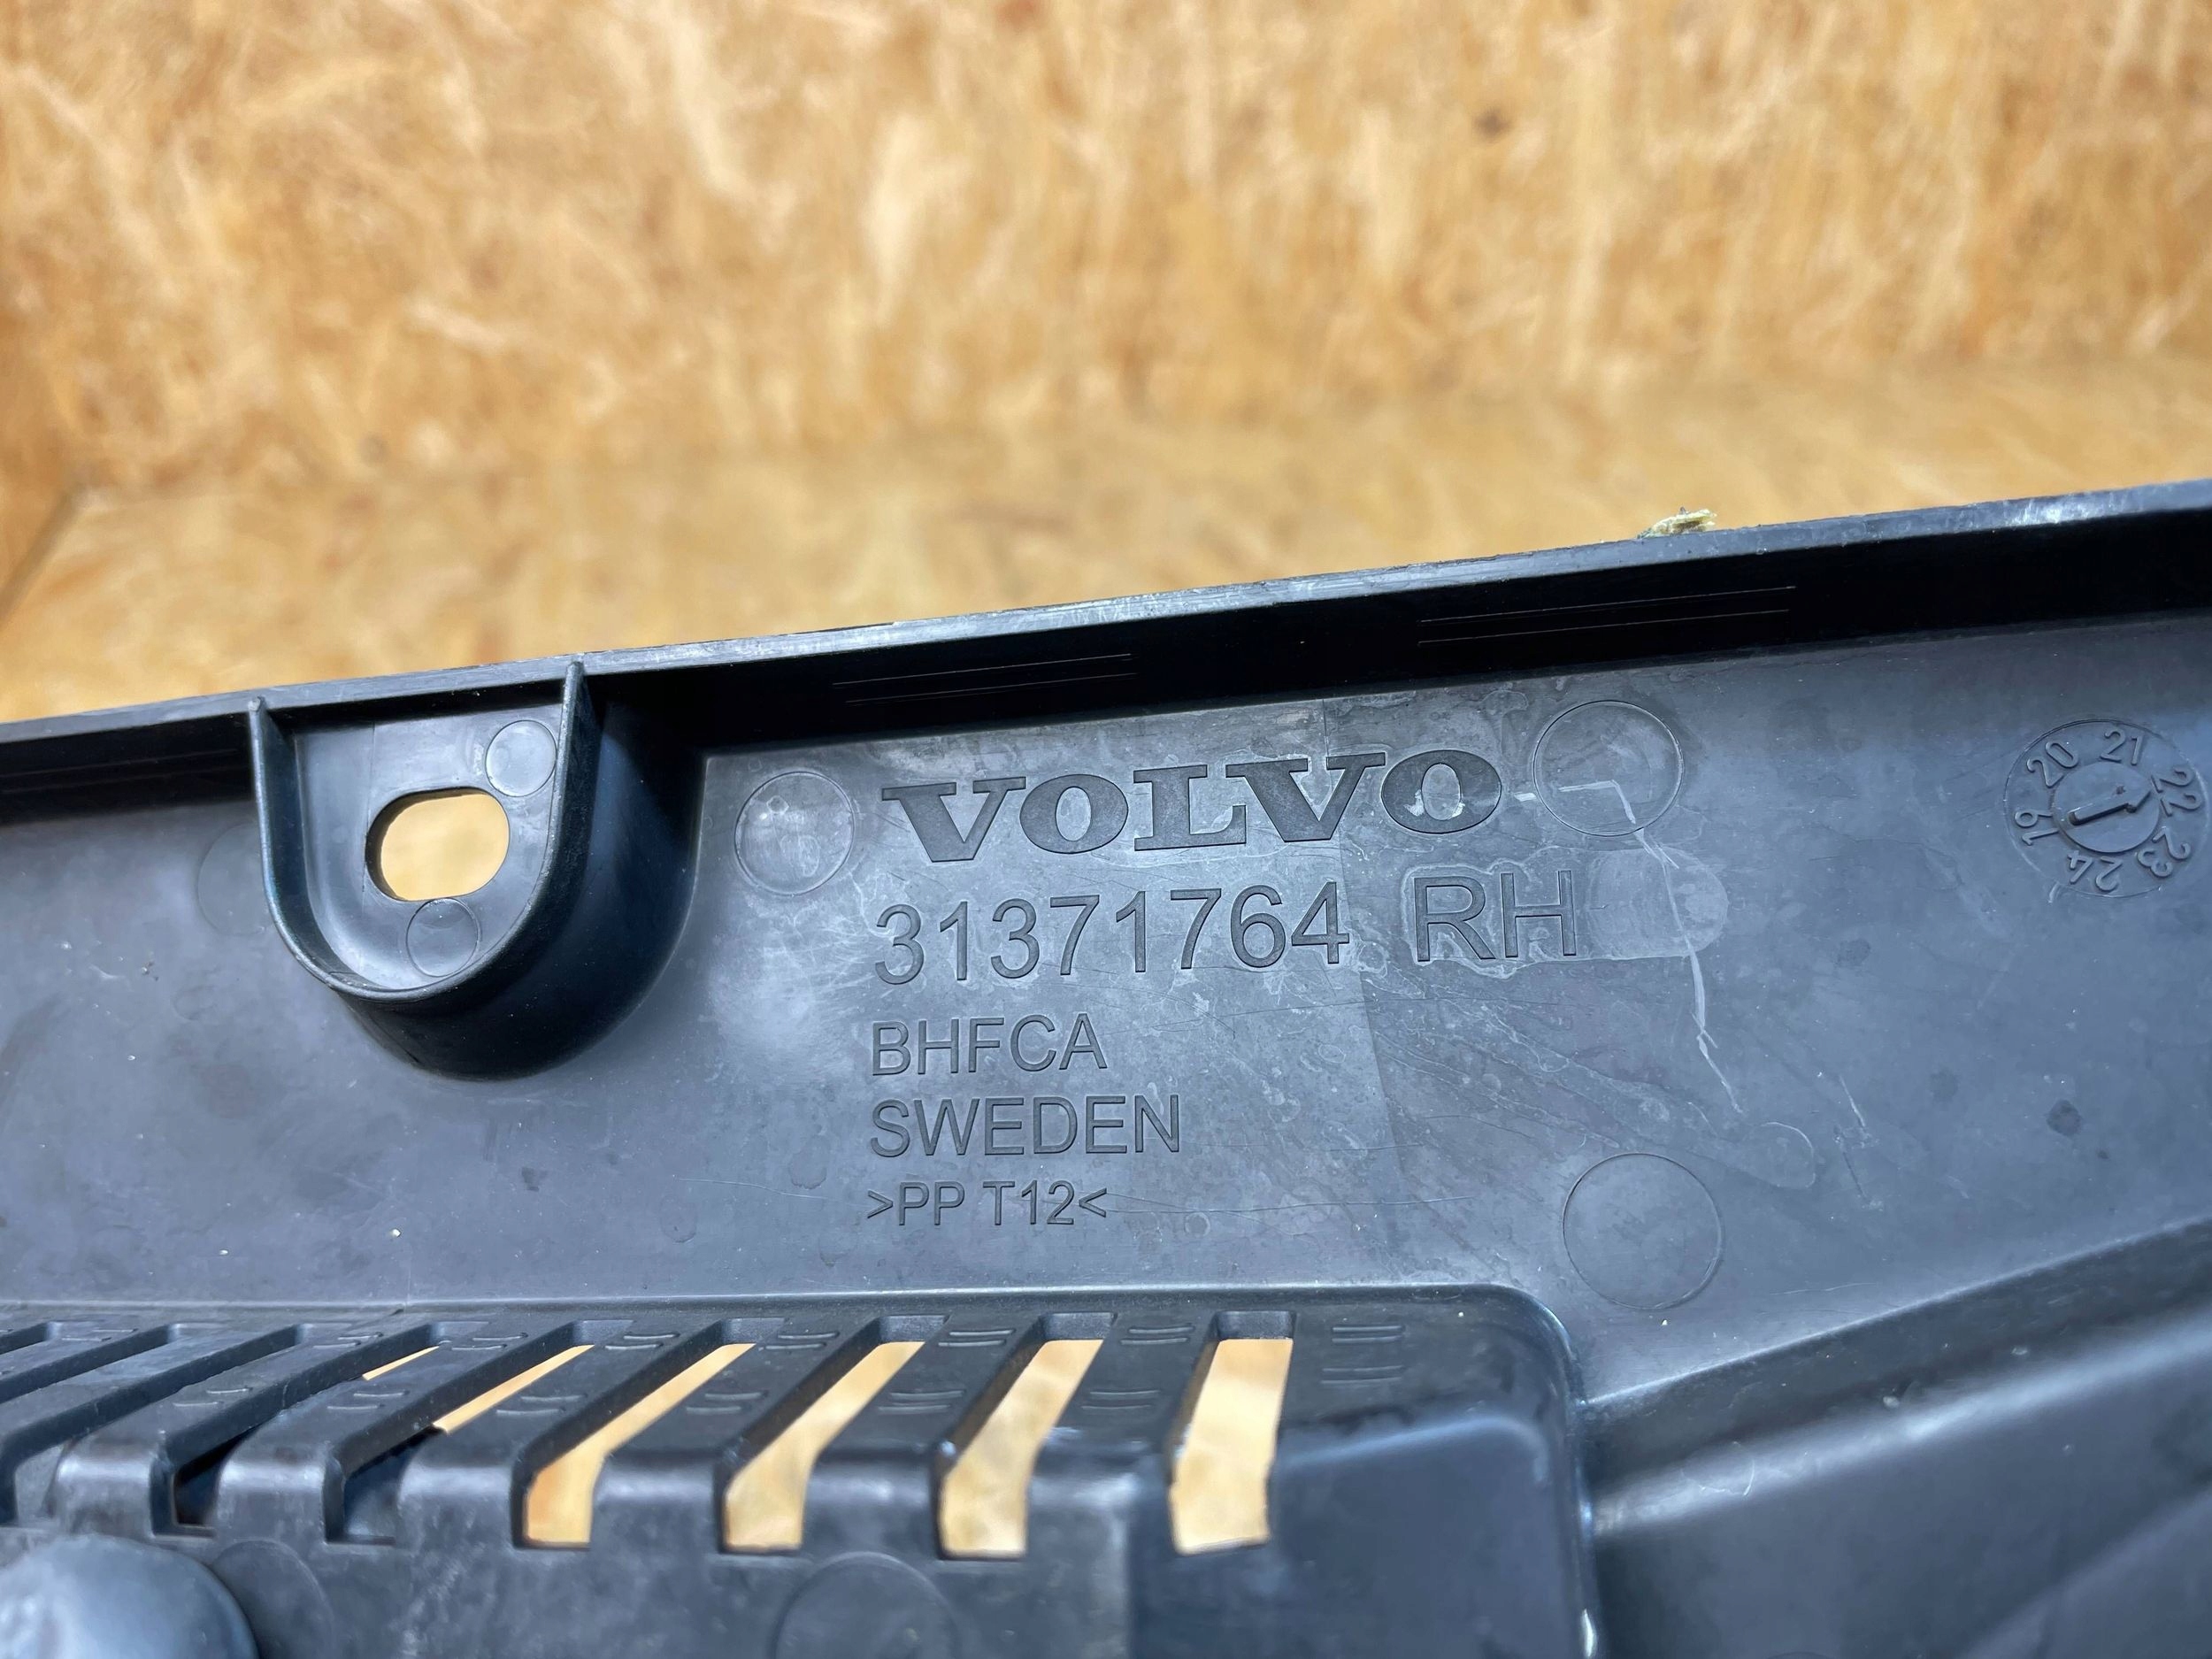 VOLVO
31371764 RH
BHFCA
SWEDEN
>PP T12<
19 20 21 22 23 24